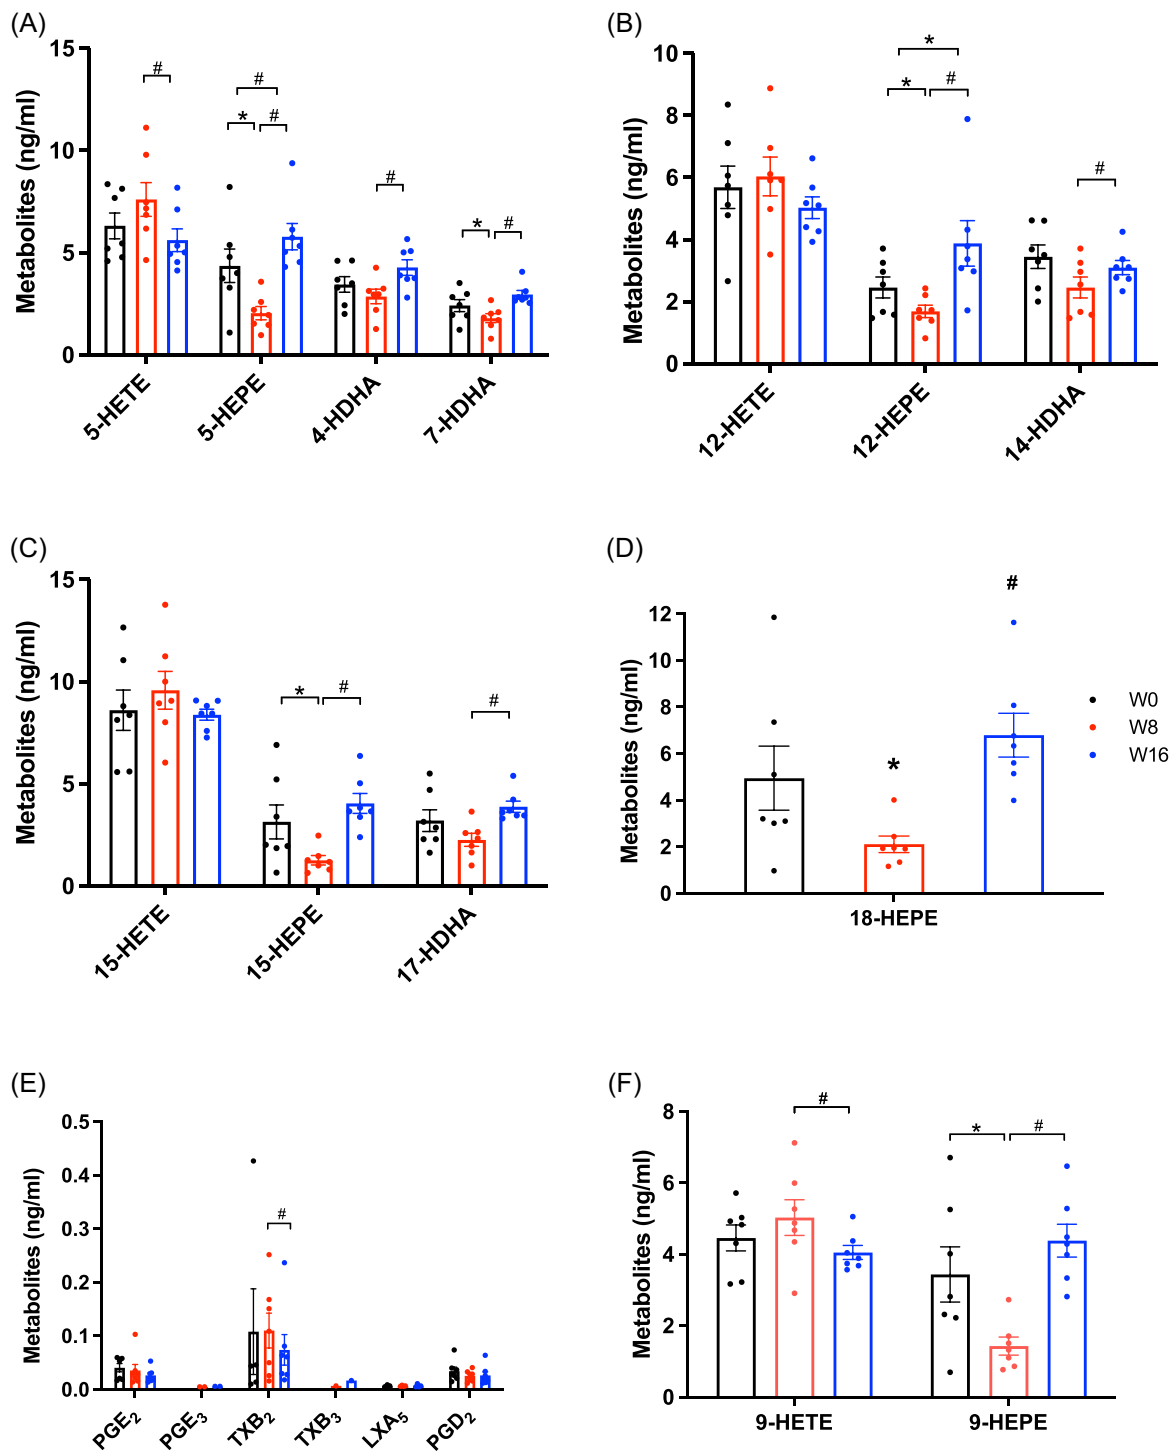 (A)
Metabolites (ng/ml)
15
10
5
0
#
#
*
#
#
*
#
5-HETE
5-HEPE
4-HDHA
7-HDHA
(B)
Metabolites (ng/ml)
10
8
6
4
2
0
*
*
#
#
12-HETE
12-HEPE
14-HDHA
(C)
Metabolites (ng/ml)
15
10
5
0
*
#
#
15-HETE
15-HEPE
17-HDHA
(D)
Metabolites (ng/ml)
12
10
8
6
4
2
0
*
#
18-HEPE
W0
W8
W16
(E)
Metabolites (ng/ml)
0.5
0.4
0.3
0.2
0.1
0.0
#
PGE₂
PGE₃
TXB₂
TXB₃
LXA₅
PGD₂
(F)
Metabolites (ng/ml)
8
6
4
2
0
#
*
#
9-HETE
9-HEPE